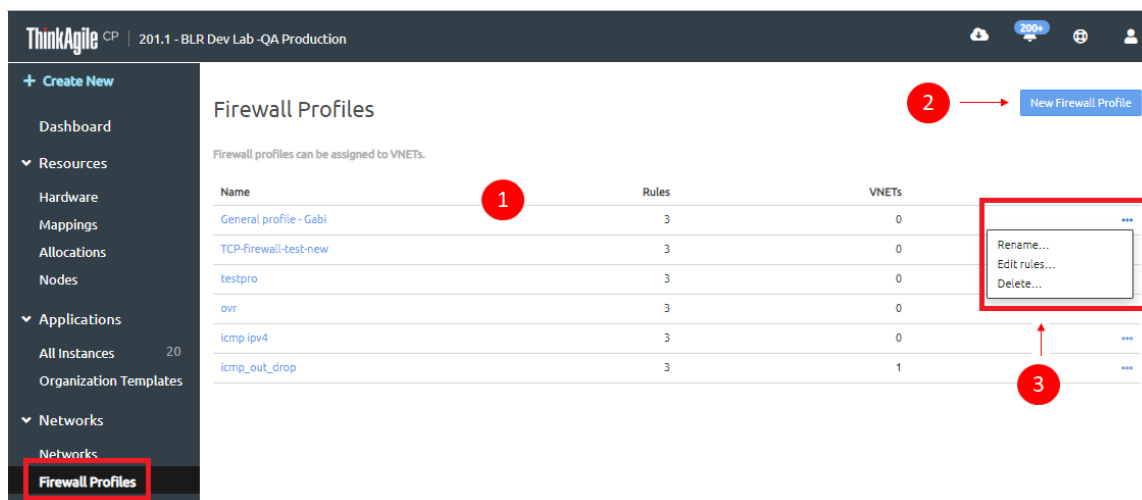 ThinkAgile CP | 201.1 - BLR Dev Lab -QA Production
200+
+ Create New
Dashboard
Resources
Hardware
Mappings
Allocations
Nodes
Applications
All Instances 20
Organization Templates
Networks
Networks
Firewall Profiles
Firewall Profiles
2
New Firewall Profile
Firewall profiles can be assigned to VNETs.
Name Rules VNETs
1
General profile - Gabi 3 0 •••
TCP-firewall-test-new 3 0
testpro 3 0
ovr 3 0
icmp ipv4 3 0 •••
icmp_out_drop 3 1 •••
Rename...
Edit rules...
Delete...
3